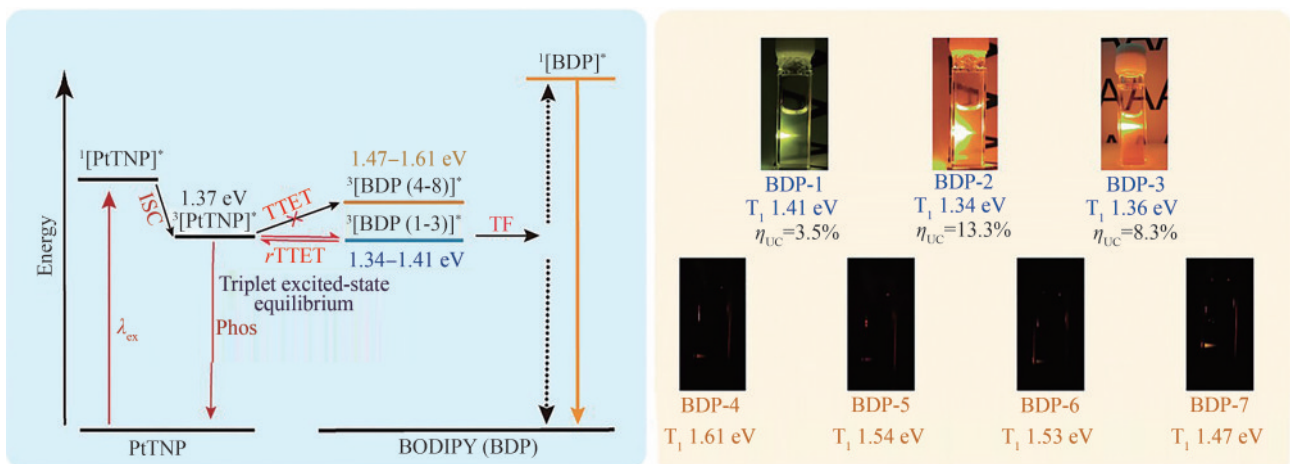 Energy
¹[PtTNP]*
ISC
1.37 eV
³[PtTNP]*
TTET
rTTET
1.47–1.61 eV
³[BDP (4-8)]*
³[BDP (1-3)]*
1.34–1.41 eV
TF
¹[BDP]*
Triplet excited-state
equilibrium
Phos
λex
PtTNP
BODIPY (BDP)
BDP-1
T₁ 1.41 eV
ηUC=3.5%
BDP-2
T₁ 1.34 eV
ηUC=13.3%
BDP-3
T₁ 1.36 eV
ηUC=8.3%
BDP-4
T₁ 1.61 eV
BDP-5
T₁ 1.54 eV
BDP-6
T₁ 1.53 eV
BDP-7
T₁ 1.47 eV